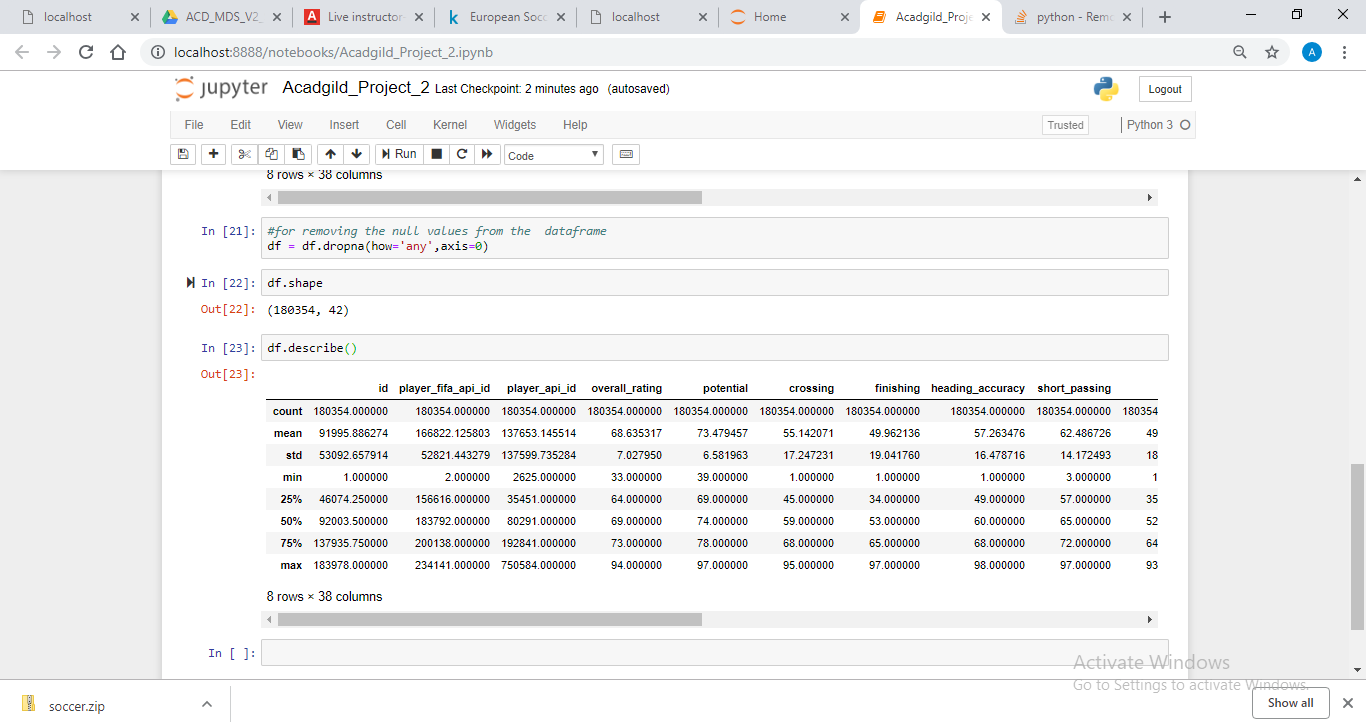 localhost ACD_MDS_V2_ Live instructor- European Socc localhost Home Acadgild_Proje python - Remo
localhost:8888/notebooks/Acadgild_Project_2.ipynb A
jupyter Acadgild_Project_2 Last Checkpoint: 2 minutes ago (autosaved) Logout
File Edit View Insert Cell Kernel Widgets Help Trusted Python 3
Run Code
8 rows × 38 columns
In [21]: #for removing the null values from the  dataframe
df = df.dropna(how='any',axis=0)
In [22]: df.shape
Out[22]: (180354, 42)
In [23]: df.describe()
Out[23]:
id player_fifa_api_id player_api_id overall_rating potential crossing finishing heading_accuracy short_passing
count 180354.000000 180354.000000 180354.000000 180354.000000 180354.000000 180354.000000 180354.000000 180354.000000 180354.000000 180354
mean 91995.886274 166822.125803 137653.145514 68.635317 73.479457 55.142071 49.962136 57.263476 62.486726 49
std 53092.657914 52821.443279 137599.735284 7.027950 6.581963 17.247231 19.041760 16.478716 14.172493 18
min 1.000000 2.000000 2625.000000 33.000000 39.000000 1.000000 1.000000 1.000000 3.000000 1
25% 46074.250000 156616.000000 35451.000000 64.000000 69.000000 45.000000 34.000000 49.000000 57.000000 35
50% 92003.500000 183792.000000 80291.000000 69.000000 74.000000 59.000000 53.000000 60.000000 65.000000 52
75% 137935.750000 200138.000000 192841.000000 73.000000 78.000000 68.000000 65.000000 68.000000 72.000000 64
max 183978.000000 234141.000000 750584.000000 94.000000 97.000000 95.000000 97.000000 98.000000 97.000000 93
8 rows × 38 columns
In [ ]:
Activate Windows
Go to Settings to activate Windows.
soccer.zip Show all